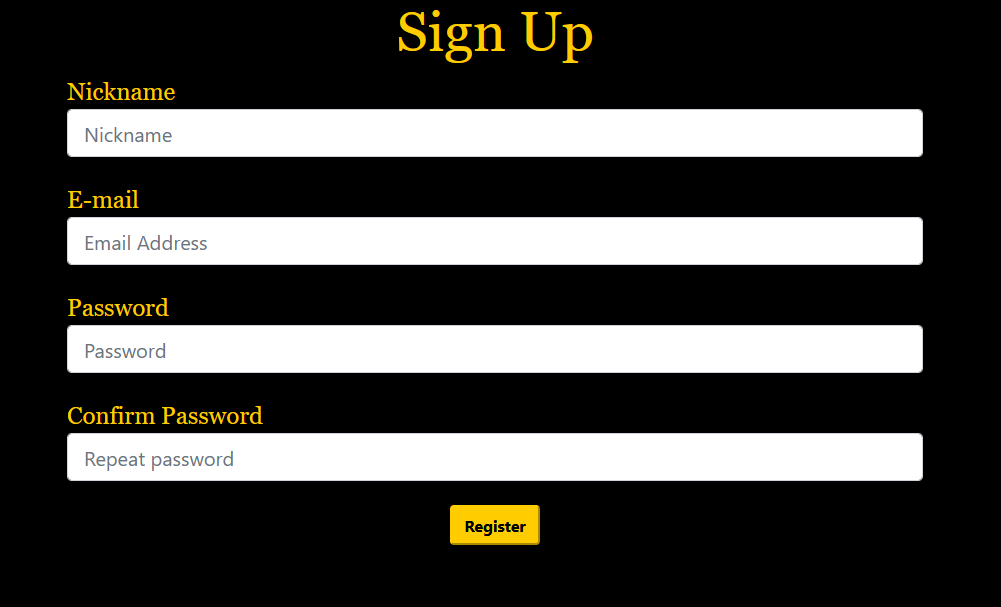 Sign Up
Nickname
Nickname
E-mail
Email Address
Password
Password
Confirm Password
Repeat password
Register